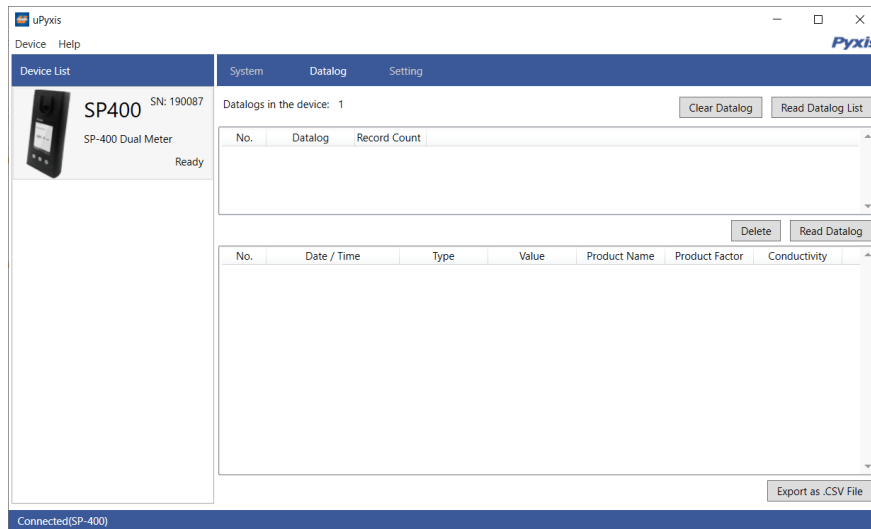 uPyxis
Device Help
Pyxis
Device List
System Datalog Setting
SP400 SN: 190087
SP-400 Dual Meter
Ready
Datalogs in the device: 1
Clear Datalog Read Datalog List
No. Datalog Record Count
Delete Read Datalog
No. Date / Time Type Value Product Name Product Factor Conductivity
Export as .CSV File
Connected(SP-400)